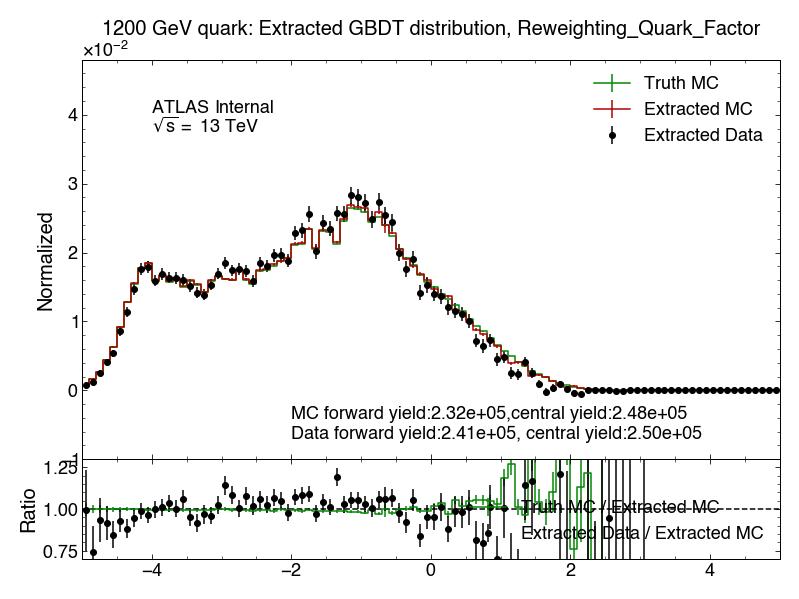 1200 GeV quark: Extracted GBDT distribution, Reweighting_Quark_Factor
×10−2
Truth MC
Extracted MC
Extracted Data
ATLAS Internal
√s = 13 TeV
Normalized
4
3
2
1
0
MC forward yield:2.32e+05,central yield:2.48e+05
Data forward yield:2.41e+05, central yield:2.50e+05
Ratio
1.25
1.00
0.75
Truth MC / Extracted MC
Extracted Data / Extracted MC
−4
−2
0
2
4